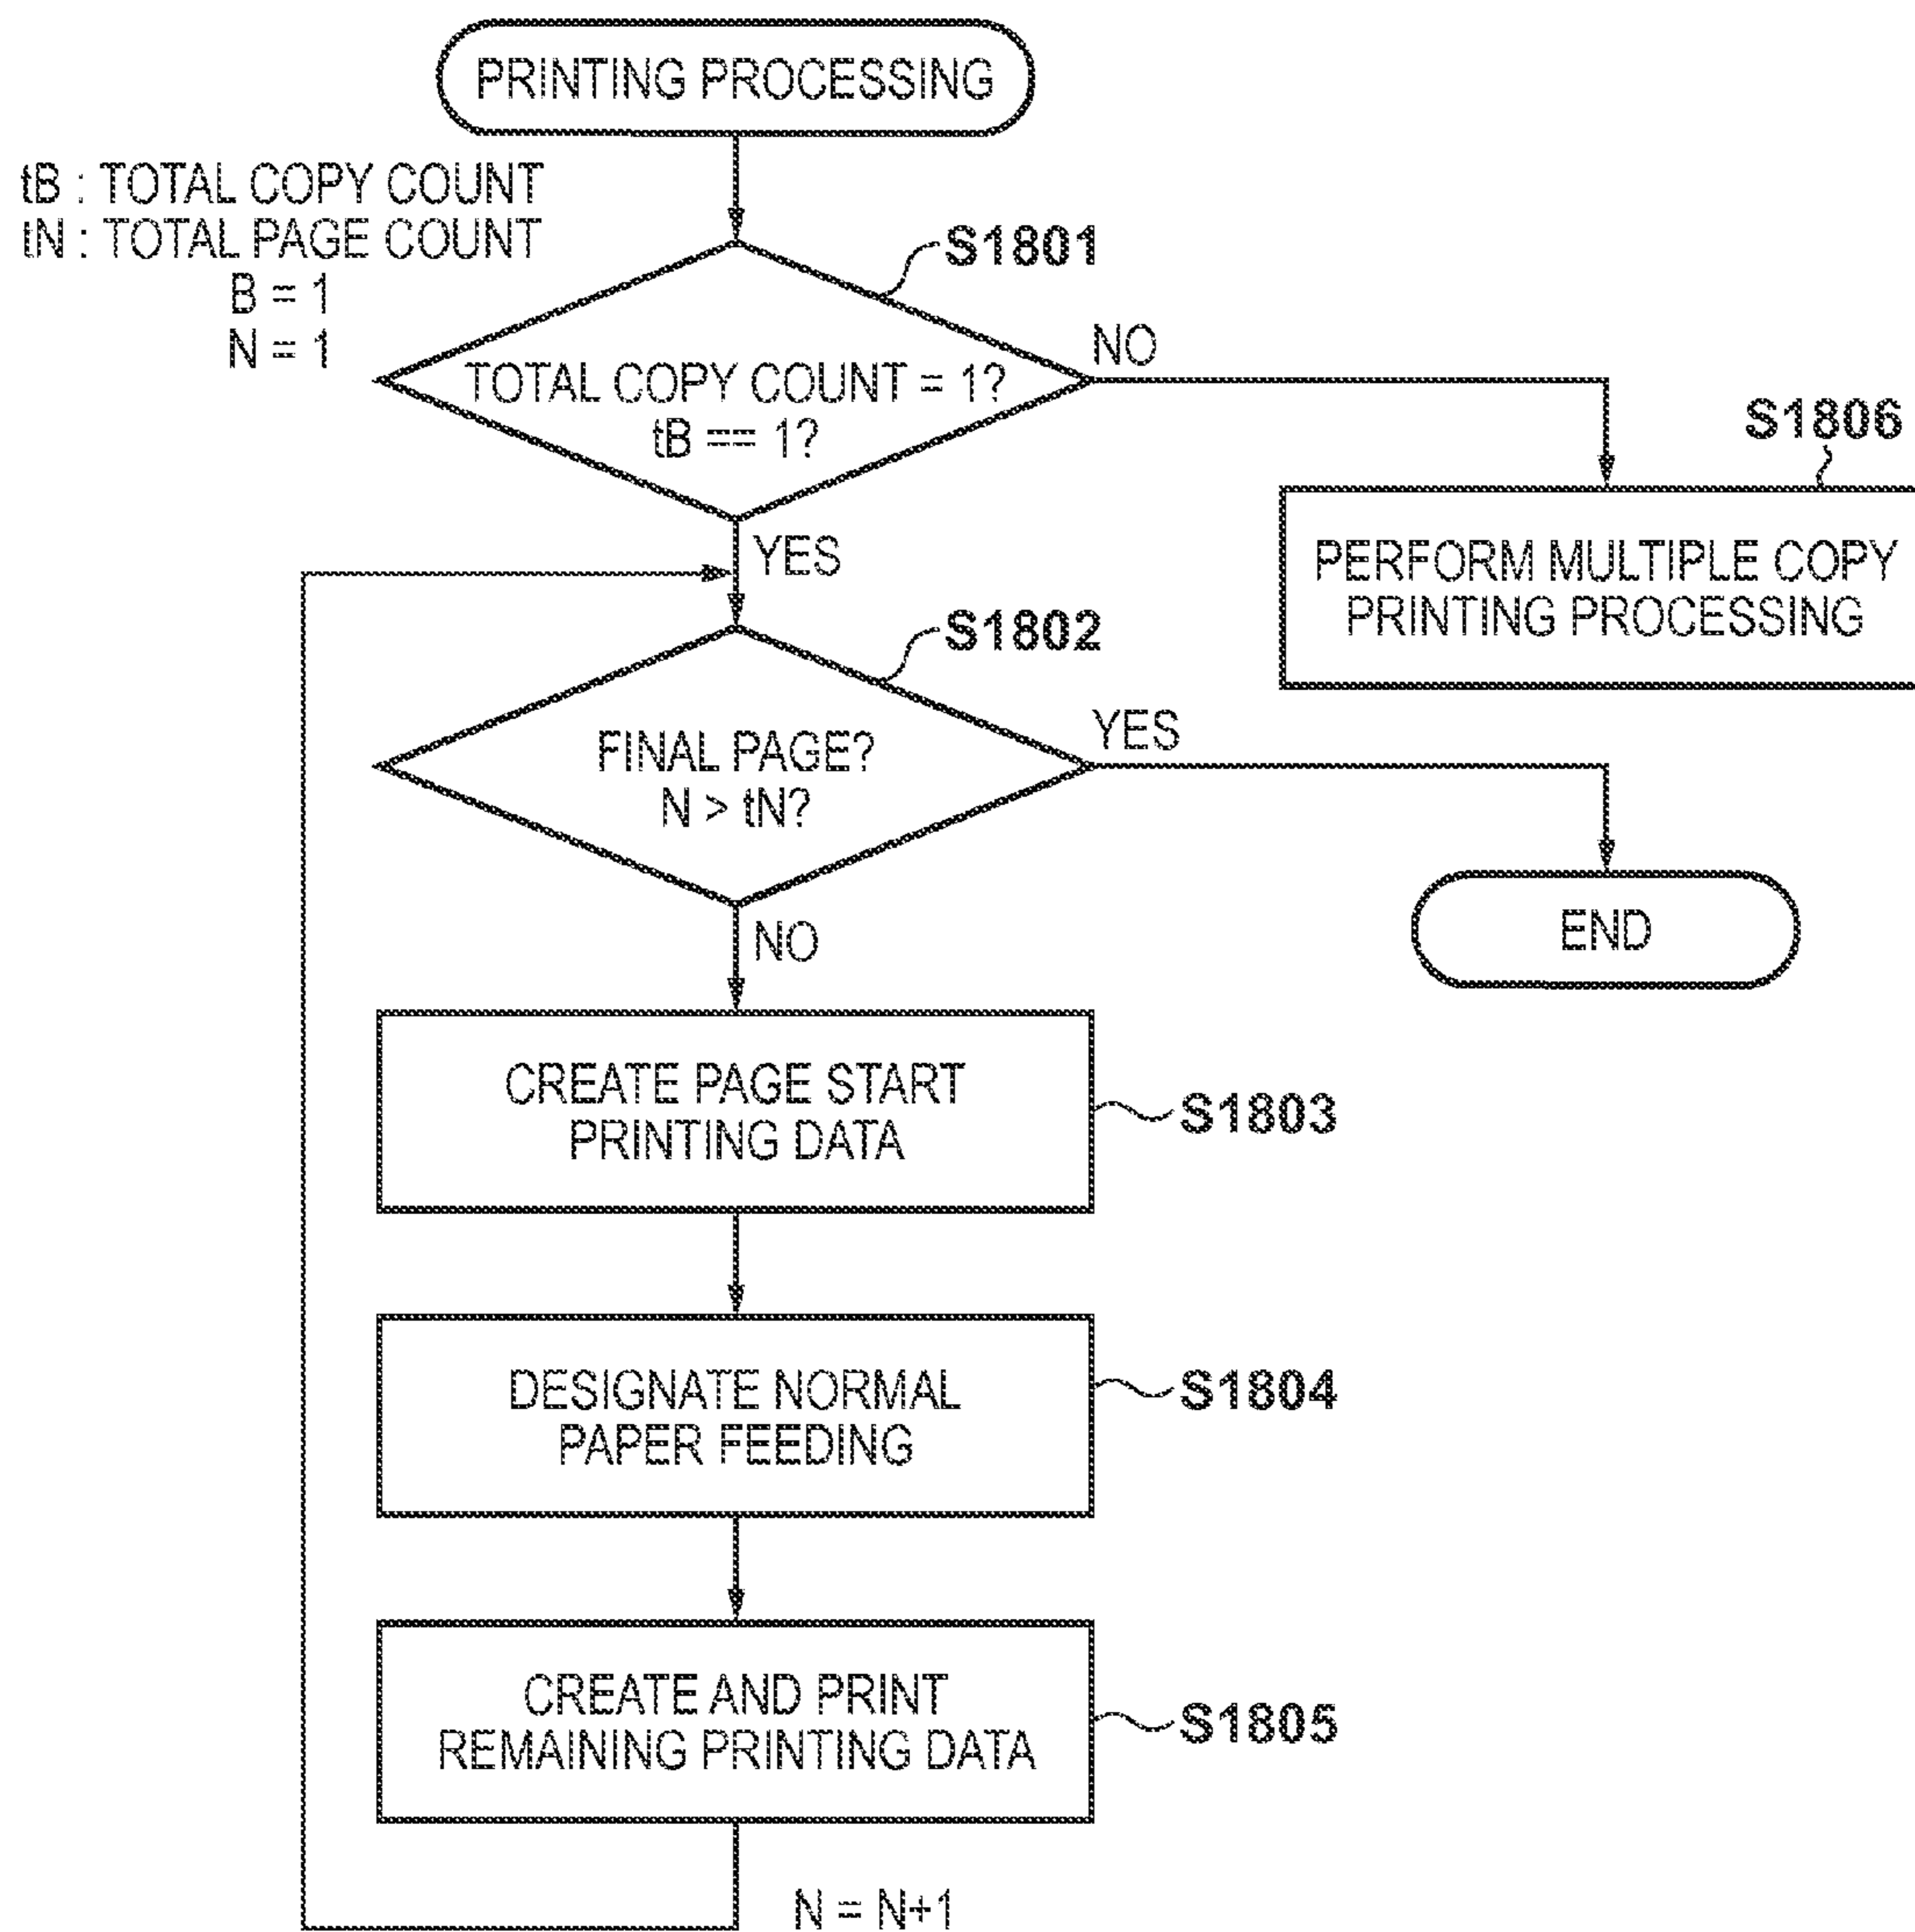 PRINTING PROCESSING
tB : TOTAL COPY COUNT
tN : TOTAL PAGE COUNT
B = 1
N = 1
S1801
TOTAL COPY COUNT = 1?
tB == 1?
NO
YES
S1806
PERFORM MULTIPLE COPY
PRINTING PROCESSING
S1802
FINAL PAGE?
N > tN?
YES
NO
END
CREATE PAGE START
PRINTING DATA
S1803
DESIGNATE NORMAL
PAPER FEEDING
S1804
CREATE AND PRINT
REMAINING PRINTING DATA
S1805
N = N+1